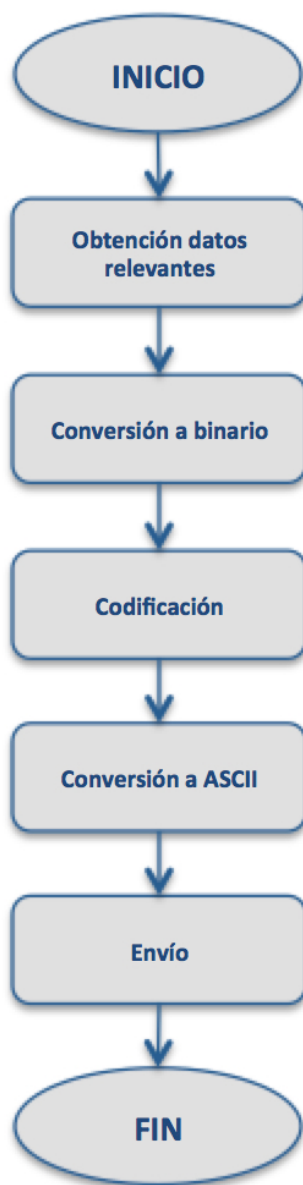 INICIO
Obtención datos
relevantes
Conversión a binario
Codificación
Conversión a ASCII
Envío
FIN